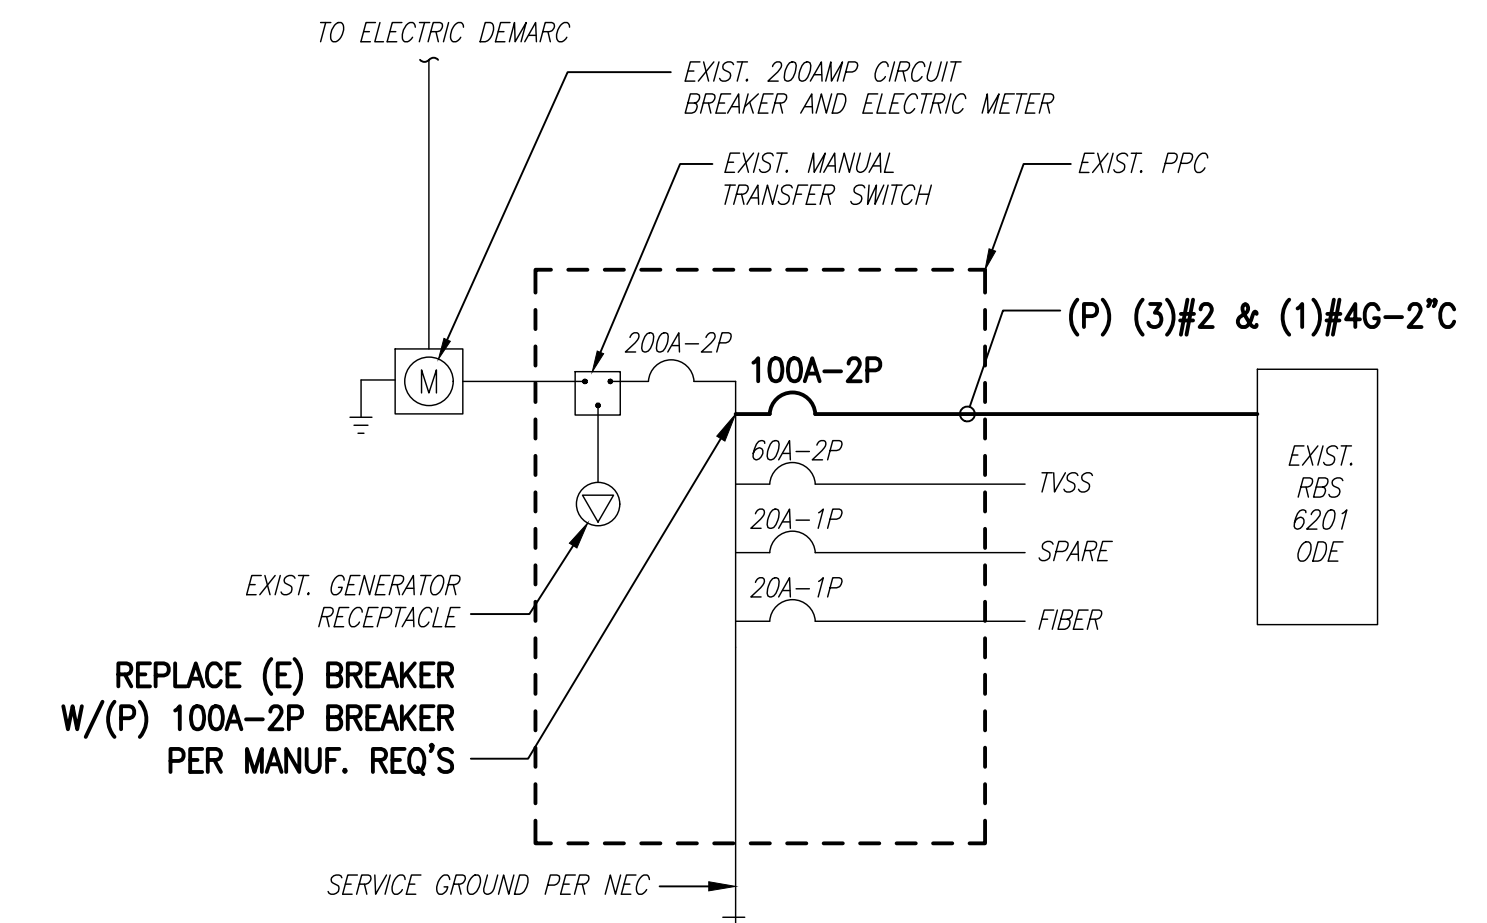 TO ELECTRIC DEMARC
EXIST. 200AMP CIRCUIT
BREAKER AND ELECTRIC METER
EXIST. MANUAL
TRANSFER SWITCH
EXIST. PPC
(P) (3)#2 & (1)#4G-2"C
200A-2P
M
100A-2P
60A-2P
TVSS
20A-1P
SPARE
20A-1P
FIBER
EXIST.
RBS
6201
ODE
EXIST. GENERATOR
RECEPTACLE
REPLACE (E) BREAKER
W/(P) 100A-2P BREAKER
PER MANUF. REQ'S
SERVICE GROUND PER NEC